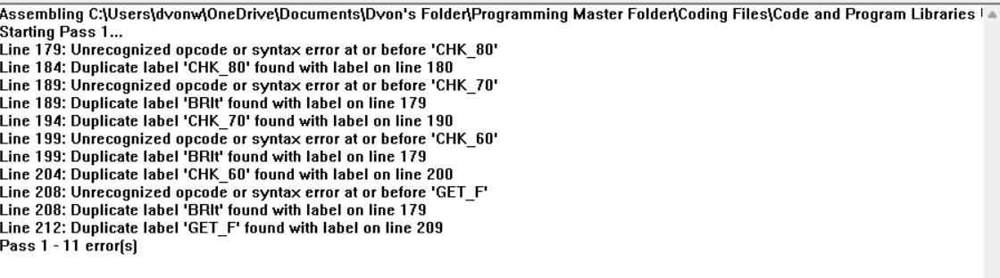 Assembling C:\Users\dvonw\OneDrive\Documents\Dvon's Folder\Programming Master Folder\Coding Files\Code and Program Libraries
Starting Pass 1...
Line 179: Unrecognized opcode or syntax error at or before 'CHK_80'
Line 184: Duplicate label 'CHK_80' found with label on line 180
Line 189: Unrecognized opcode or syntax error at or before 'CHK_70'
Line 189: Duplicate label 'BRlt' found with label on line 179
Line 194: Duplicate label 'CHK_70' found with label on line 190
Line 199: Unrecognized opcode or syntax error at or before 'CHK_60'
Line 199: Duplicate label 'BRlt' found with label on line 179
Line 204: Duplicate label 'CHK_60' found with label on line 200
Line 208: Unrecognized opcode or syntax error at or before 'GET_F'
Line 208: Duplicate label 'BRlt' found with label on line 179
Line 212: Duplicate label 'GET_F' found with label on line 209
Pass 1 - 11 error(s)